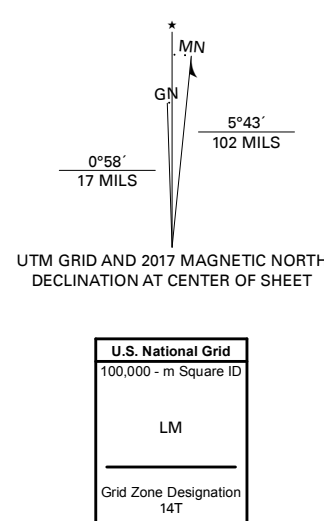 ★
MN
GN
5°43´
102 MILS
0°58´
17 MILS
UTM GRID AND 2017 MAGNETIC NORTH
DECLINATION AT CENTER OF SHEET
U.S. National Grid
100,000 - m Square ID
LM
Grid Zone Designation
14T